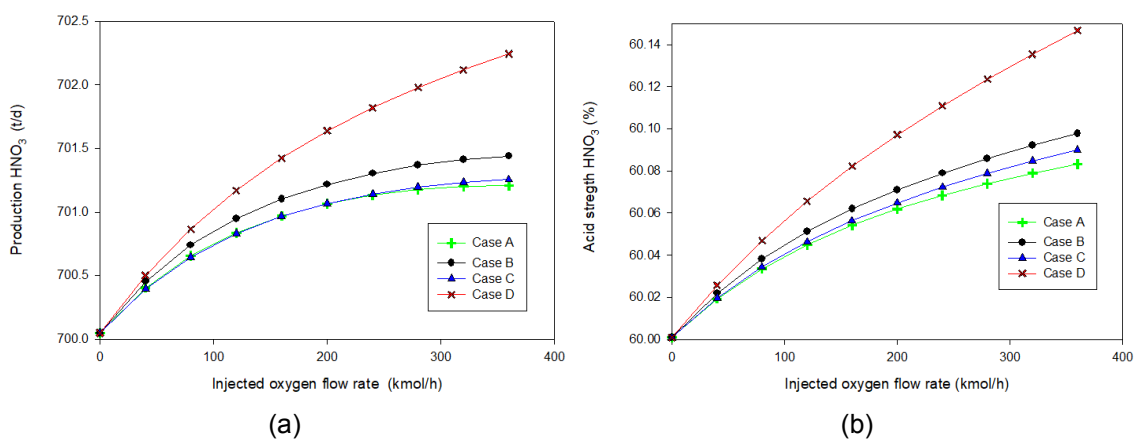 702.5
702.0
701.5
701.0
700.5
700.0
Production HNO₃ (t/d)
Case A
Case B
Case C
Case D
0
100
200
300
400
Injected oxygen flow rate (kmol/h)
(a)
60.14
60.12
60.10
60.08
60.06
60.04
60.02
60.00
Acid stregth HNO₃ (%)
Case A
Case B
Case C
Case D
0
100
200
300
400
Injected oxygen flow rate (kmol/h)
(b)